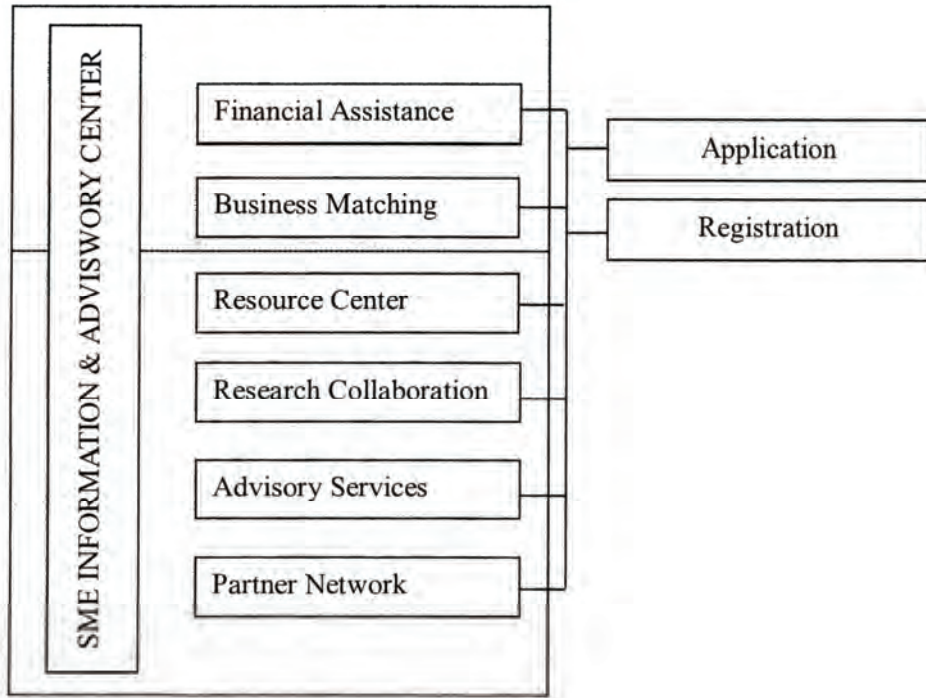 SME INFORMATION & ADVISWORY CENTER
Financial Assistance
Business Matching
Resource Center
Research Collaboration
Advisory Services
Partner Network
Application
Registration